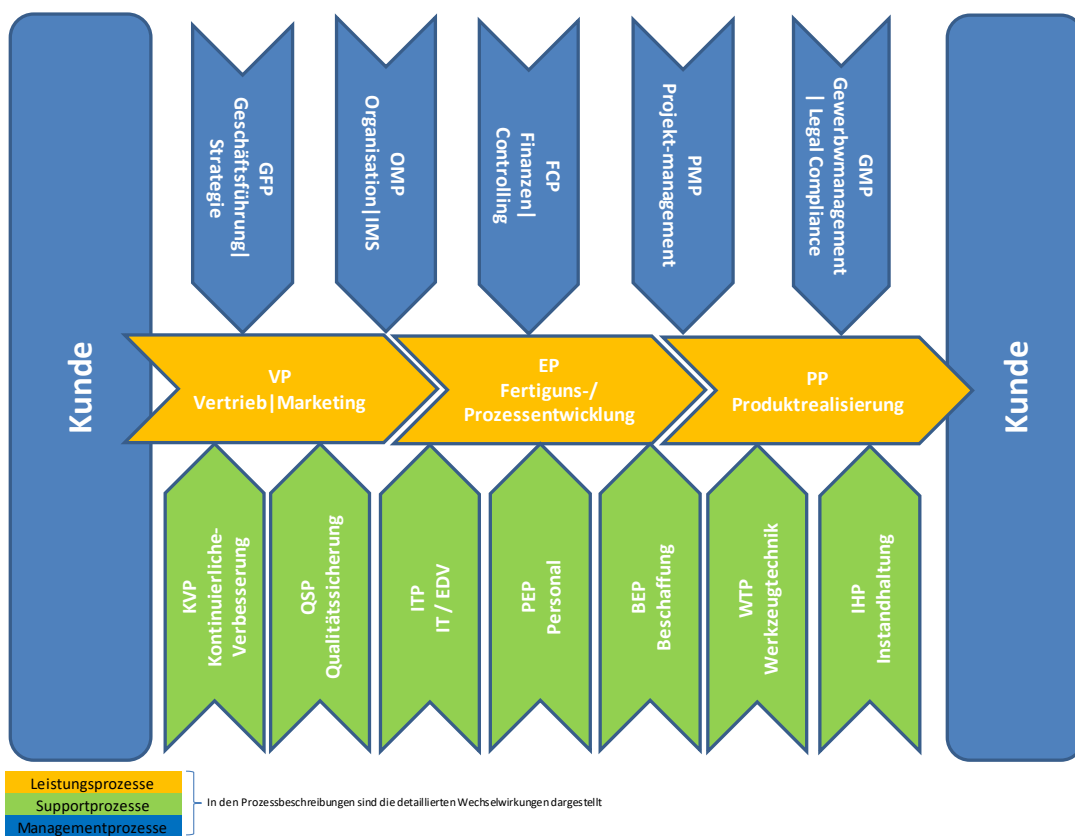 Kunde
GFP
Geschäftsführung|
Strategie
OMP
Organisation|IMS
FCP
Finanzen|
Controlling
PMP
Projekt-management
GMP
Gewerbwmanagement
| Legal Compliance
VP
Vertrieb|Marketing
EP
Fertiguns-/
Prozessentwicklung
PP
Produktrealisierung
Kunde
KVP
Kontinuierliche-
Verbesserung
QSP
Qualitätssicherung
ITP
IT / EDV
PEP
Personal
BEP
Beschaffung
WTP
Werkzeugtechnik
IHP
Instandhaltung
Leistungsprozesse
Supportprozesse
Managementprozesse
In den Prozessbeschreibungen sind die detaillierten Wechselwirkungen dargestellt